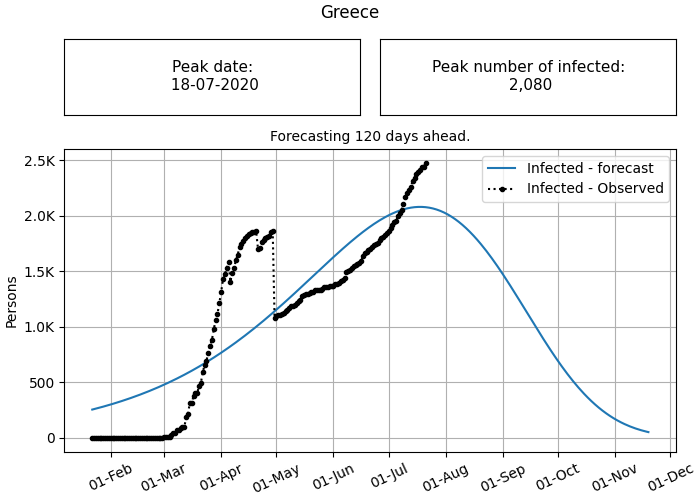 Greece
Peak date:
18-07-2020
Peak number of infected:
2,080
Forecasting 120 days ahead.
Infected - forecast
Infected - Observed
Persons
2.5K
2.0K
1.5K
1.0K
500
0
01-Feb
01-Mar
01-Apr
01-May
01-Jun
01-Jul
01-Aug
01-Sep
01-Oct
01-Nov
01-Dec